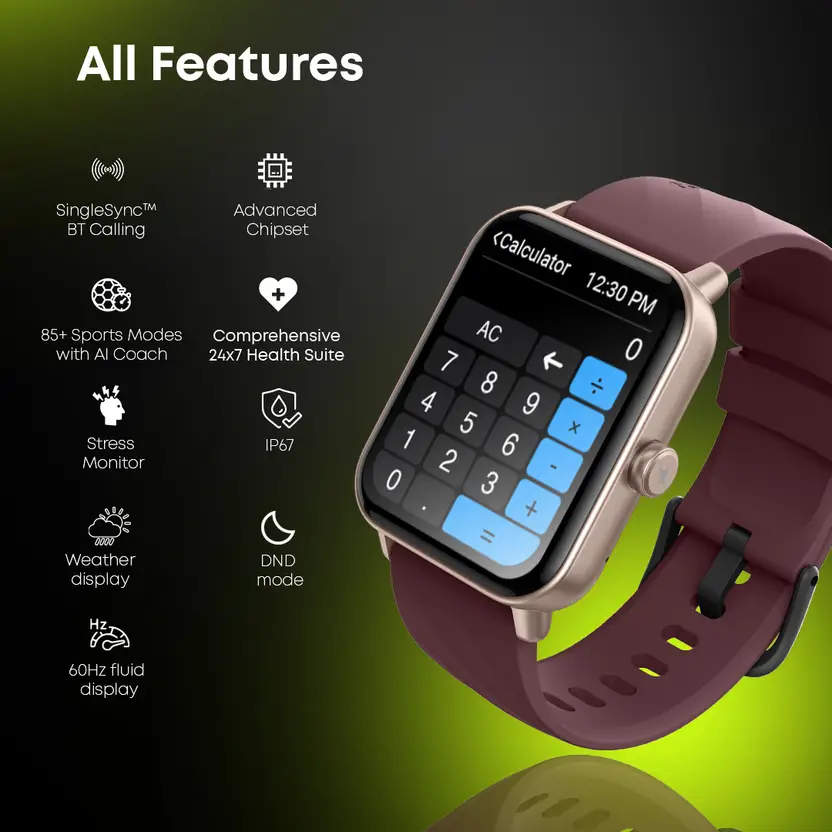 All Features
SingleSync™
BT Calling
Advanced
Chipset
85+ Sports Modes
with AI Coach
Comprehensive
24x7 Health Suite
Stress
Monitor
IP67
Weather
display
DND
mode
Hz
60Hz fluid
display
‹Calculator 12:30 PM
0
AC ← ÷
7 8 9 ×
4 5 6 -
1 2 3 +
0 . =